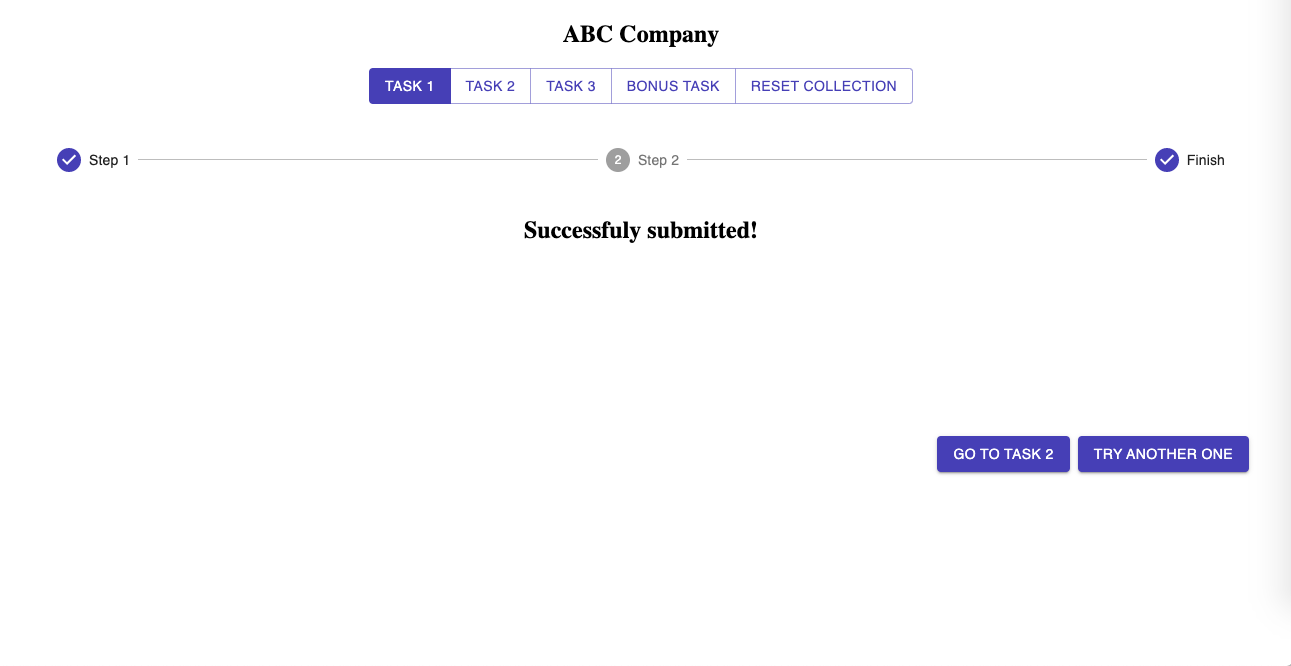 ABC Company
TASK 1 TASK 2 TASK 3 BONUS TASK RESET COLLECTION
Step 1 2 Step 2 Finish
Successfuly submitted!
GO TO TASK 2 TRY ANOTHER ONE